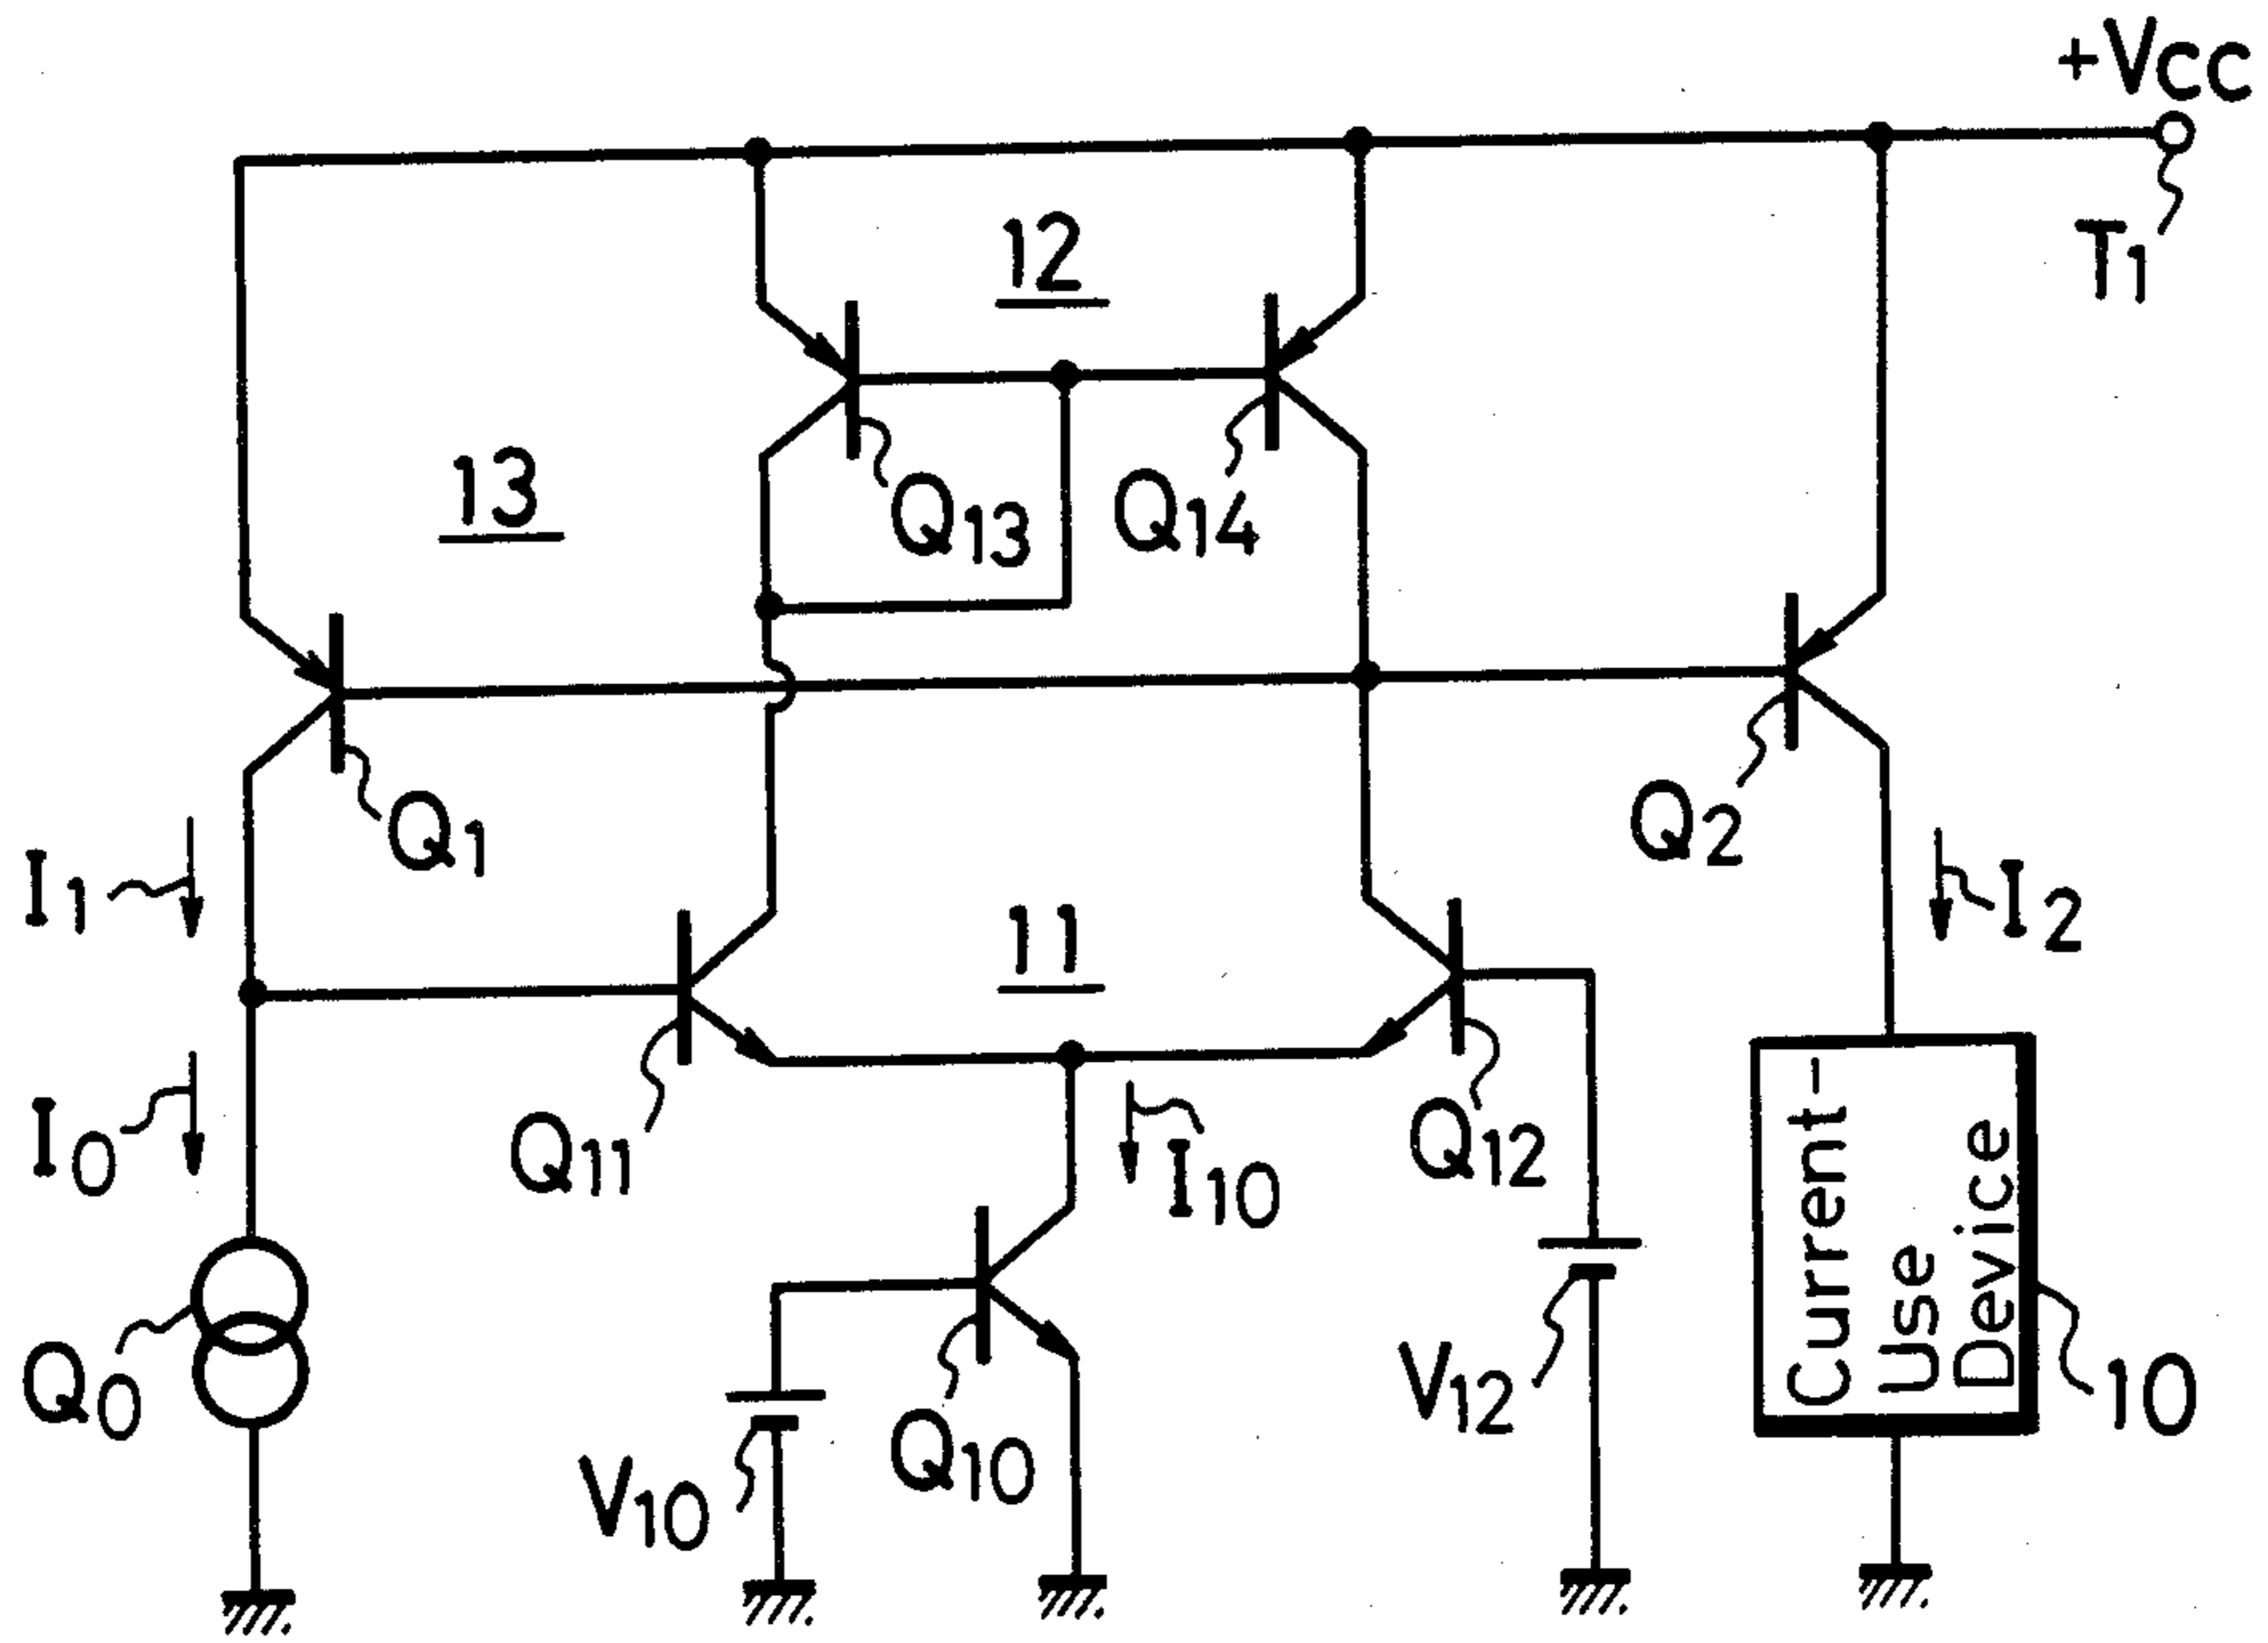 +VCC
T1
12
13
Q13
Q14
Q1
Q2
I1
I2
11
I0
Q11
I10
Q12
Q0
V10
Q10
V12
Current-
Use
Device
10